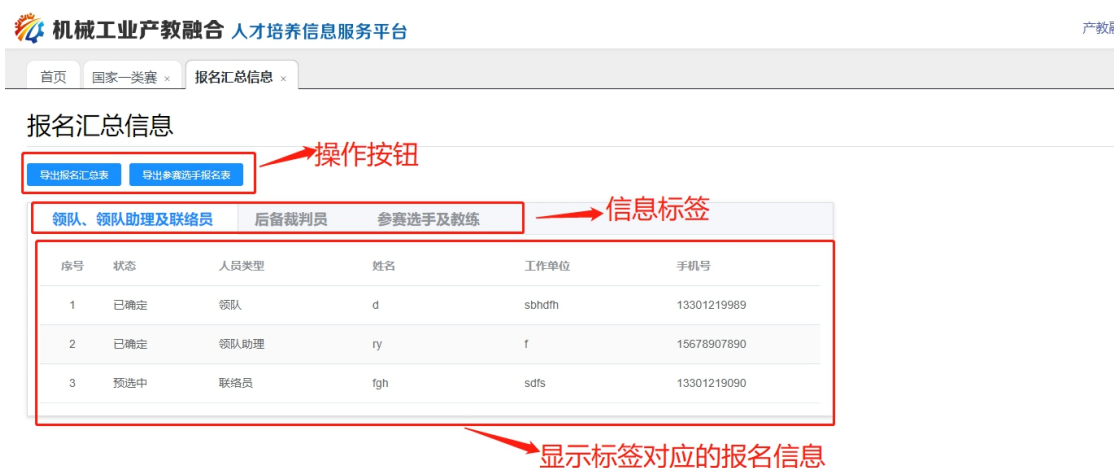 机械工业产教融合 人才培养信息服务平台
产教融
首页 国家一类赛 × 报名汇总信息 ×
报名汇总信息
操作按钮
导出报名汇总表 导出参赛选手报名表
信息标签
领队、领队助理及联络员 后备裁判员 参赛选手及教练
序号 状态 人员类型 姓名 工作单位 手机号
1 已确定 领队 d sbhdfh 13301219989
2 已确定 领队助理 ry f 15678907890
3 预选中 联络员 fgh sdfs 13301219090
显示标签对应的报名信息